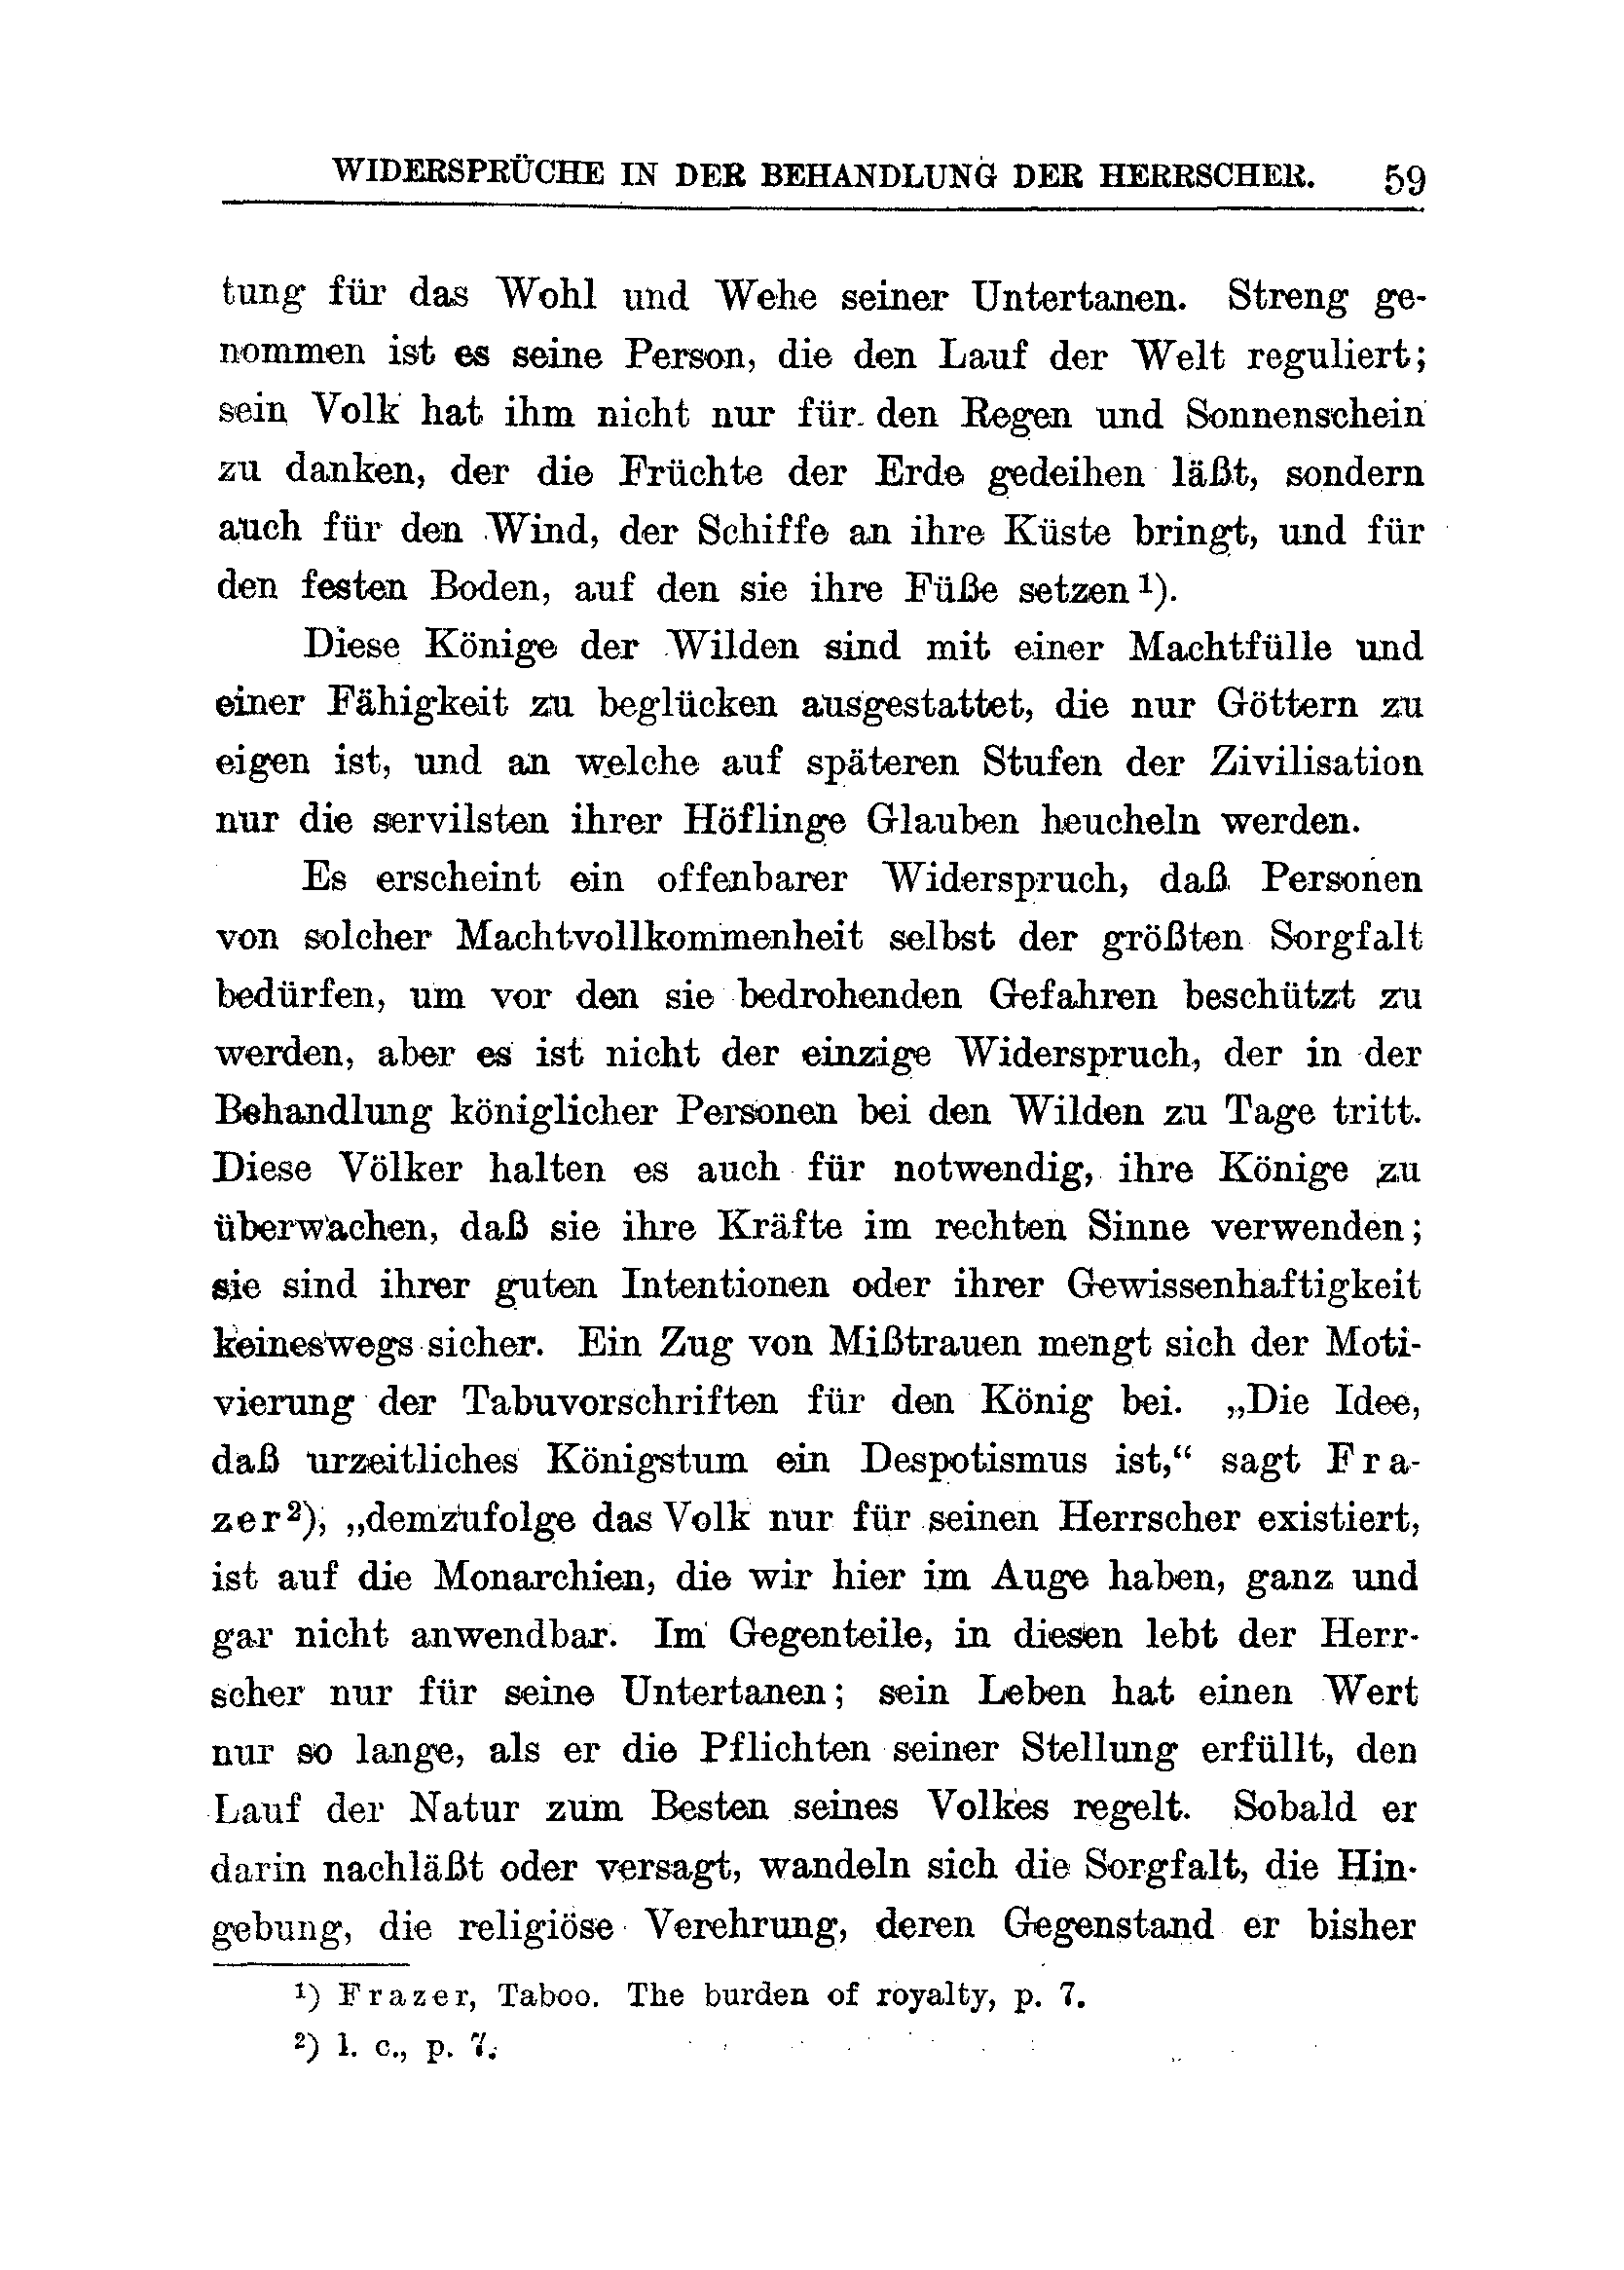 WIDERSPRÜCHE IN DER BEHANDLUNG DER HERRSCHER. 59
tung für das Wohl und Wehe seiner Untertanen. Streng ge-
nommen ist es seine Person, die den Lauf der Welt reguliert;
sein Volk hat ihm nicht nur für den Regen und Sonnenschein
zu danken, der die Früchte der Erde gedeihen läßt, sondern
auch für den Wind, der Schiffe an ihre Küste bringt, und für
den festen Boden, auf den sie ihre Füße setzen¹).
Diese Könige der Wilden sind mit einer Machtfülle und
einer Fähigkeit zu beglücken ausgestattet, die nur Göttern zu
eigen ist, und an welche auf späteren Stufen der Zivilisation
nur die servilsten ihrer Höflinge Glauben heucheln werden.
Es erscheint ein offenbarer Widerspruch, daß Personen
von solcher Machtvollkommenheit selbst der größten Sorgfalt
bedürfen, um vor den sie bedrohenden Gefahren beschützt zu
werden, aber es ist nicht der einzige Widerspruch, der in der
Behandlung königlicher Personen bei den Wilden zu Tage tritt.
Diese Völker halten es auch für notwendig, ihre Könige zu
überwachen, daß sie ihre Kräfte im rechten Sinne verwenden;
sie sind ihrer guten Intentionen oder ihrer Gewissenhaftigkeit
keineswegs sicher. Ein Zug von Mißtrauen mengt sich der Moti-
vierung der Tabuvorschriften für den König bei. „Die Idee,
daß urzeitliches Königstum ein Despotismus ist,“ sagt Fra-
zer²), „demzufolge das Volk nur für seinen Herrscher existiert,
ist auf die Monarchien, die wir hier im Auge haben, ganz und
gar nicht anwendbar. Im Gegenteile, in diesen lebt der Herr-
scher nur für seine Untertanen; sein Leben hat einen Wert
nur so lange, als er die Pflichten seiner Stellung erfüllt, den
Lauf der Natur zum Besten seines Volkes regelt. Sobald er
darin nachläßt oder versagt, wandeln sich die Sorgfalt, die Hin-
gebung, die religiöse Verehrung, deren Gegenstand er bisher
¹) Frazer, Taboo. The burden of royalty, p. 7.
²) l. c., p. 7.